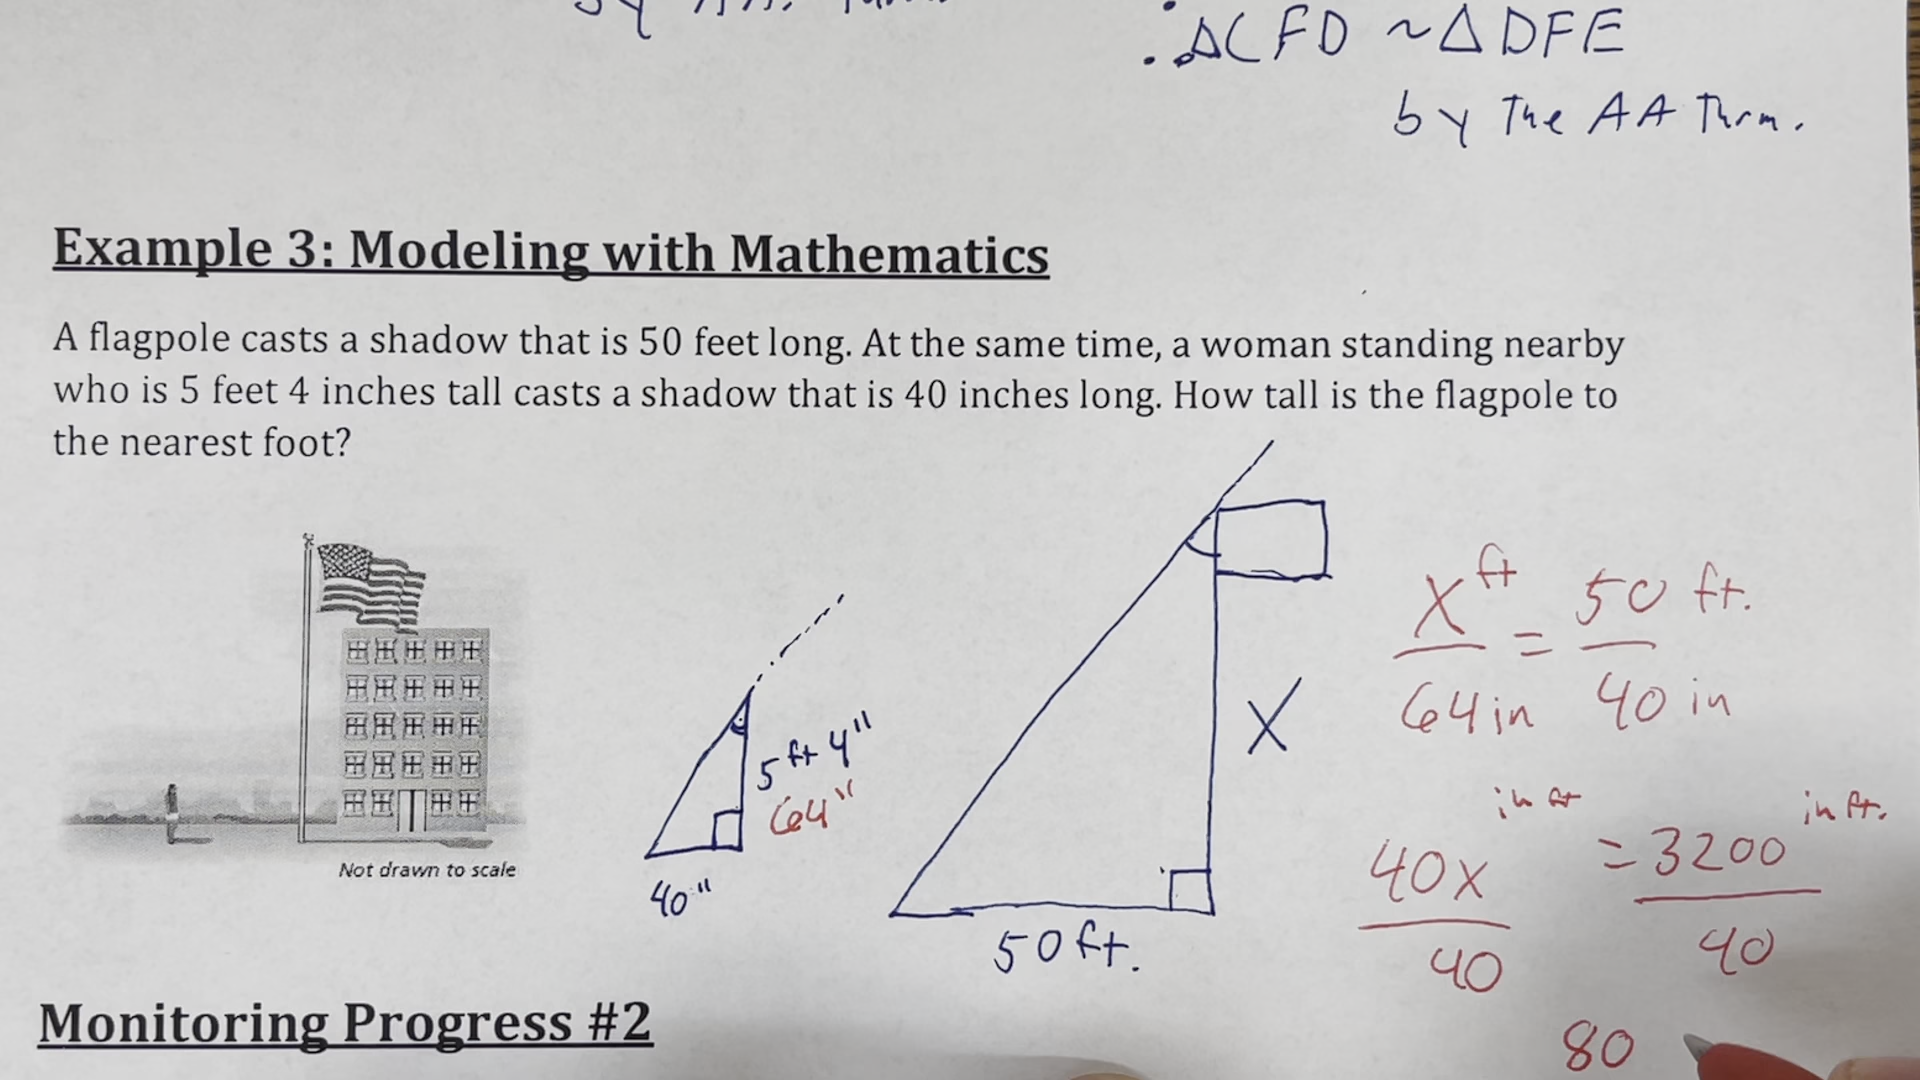 by AA.
∴ ΔCFD ~ ΔDFE
by The AA Thrm.
Example 3: Modeling with Mathematics
A flagpole casts a shadow that is 50 feet long. At the same time, a woman standing nearby
who is 5 feet 4 inches tall casts a shadow that is 40 inches long. How tall is the flagpole to
the nearest foot?
Not drawn to scale
5 ft 4"
64"
40"
X
50 ft.
X ft = 50 ft.
64 in 40 in
in ft in ft.
40x = 3200
40 40
80
Monitoring Progress #2